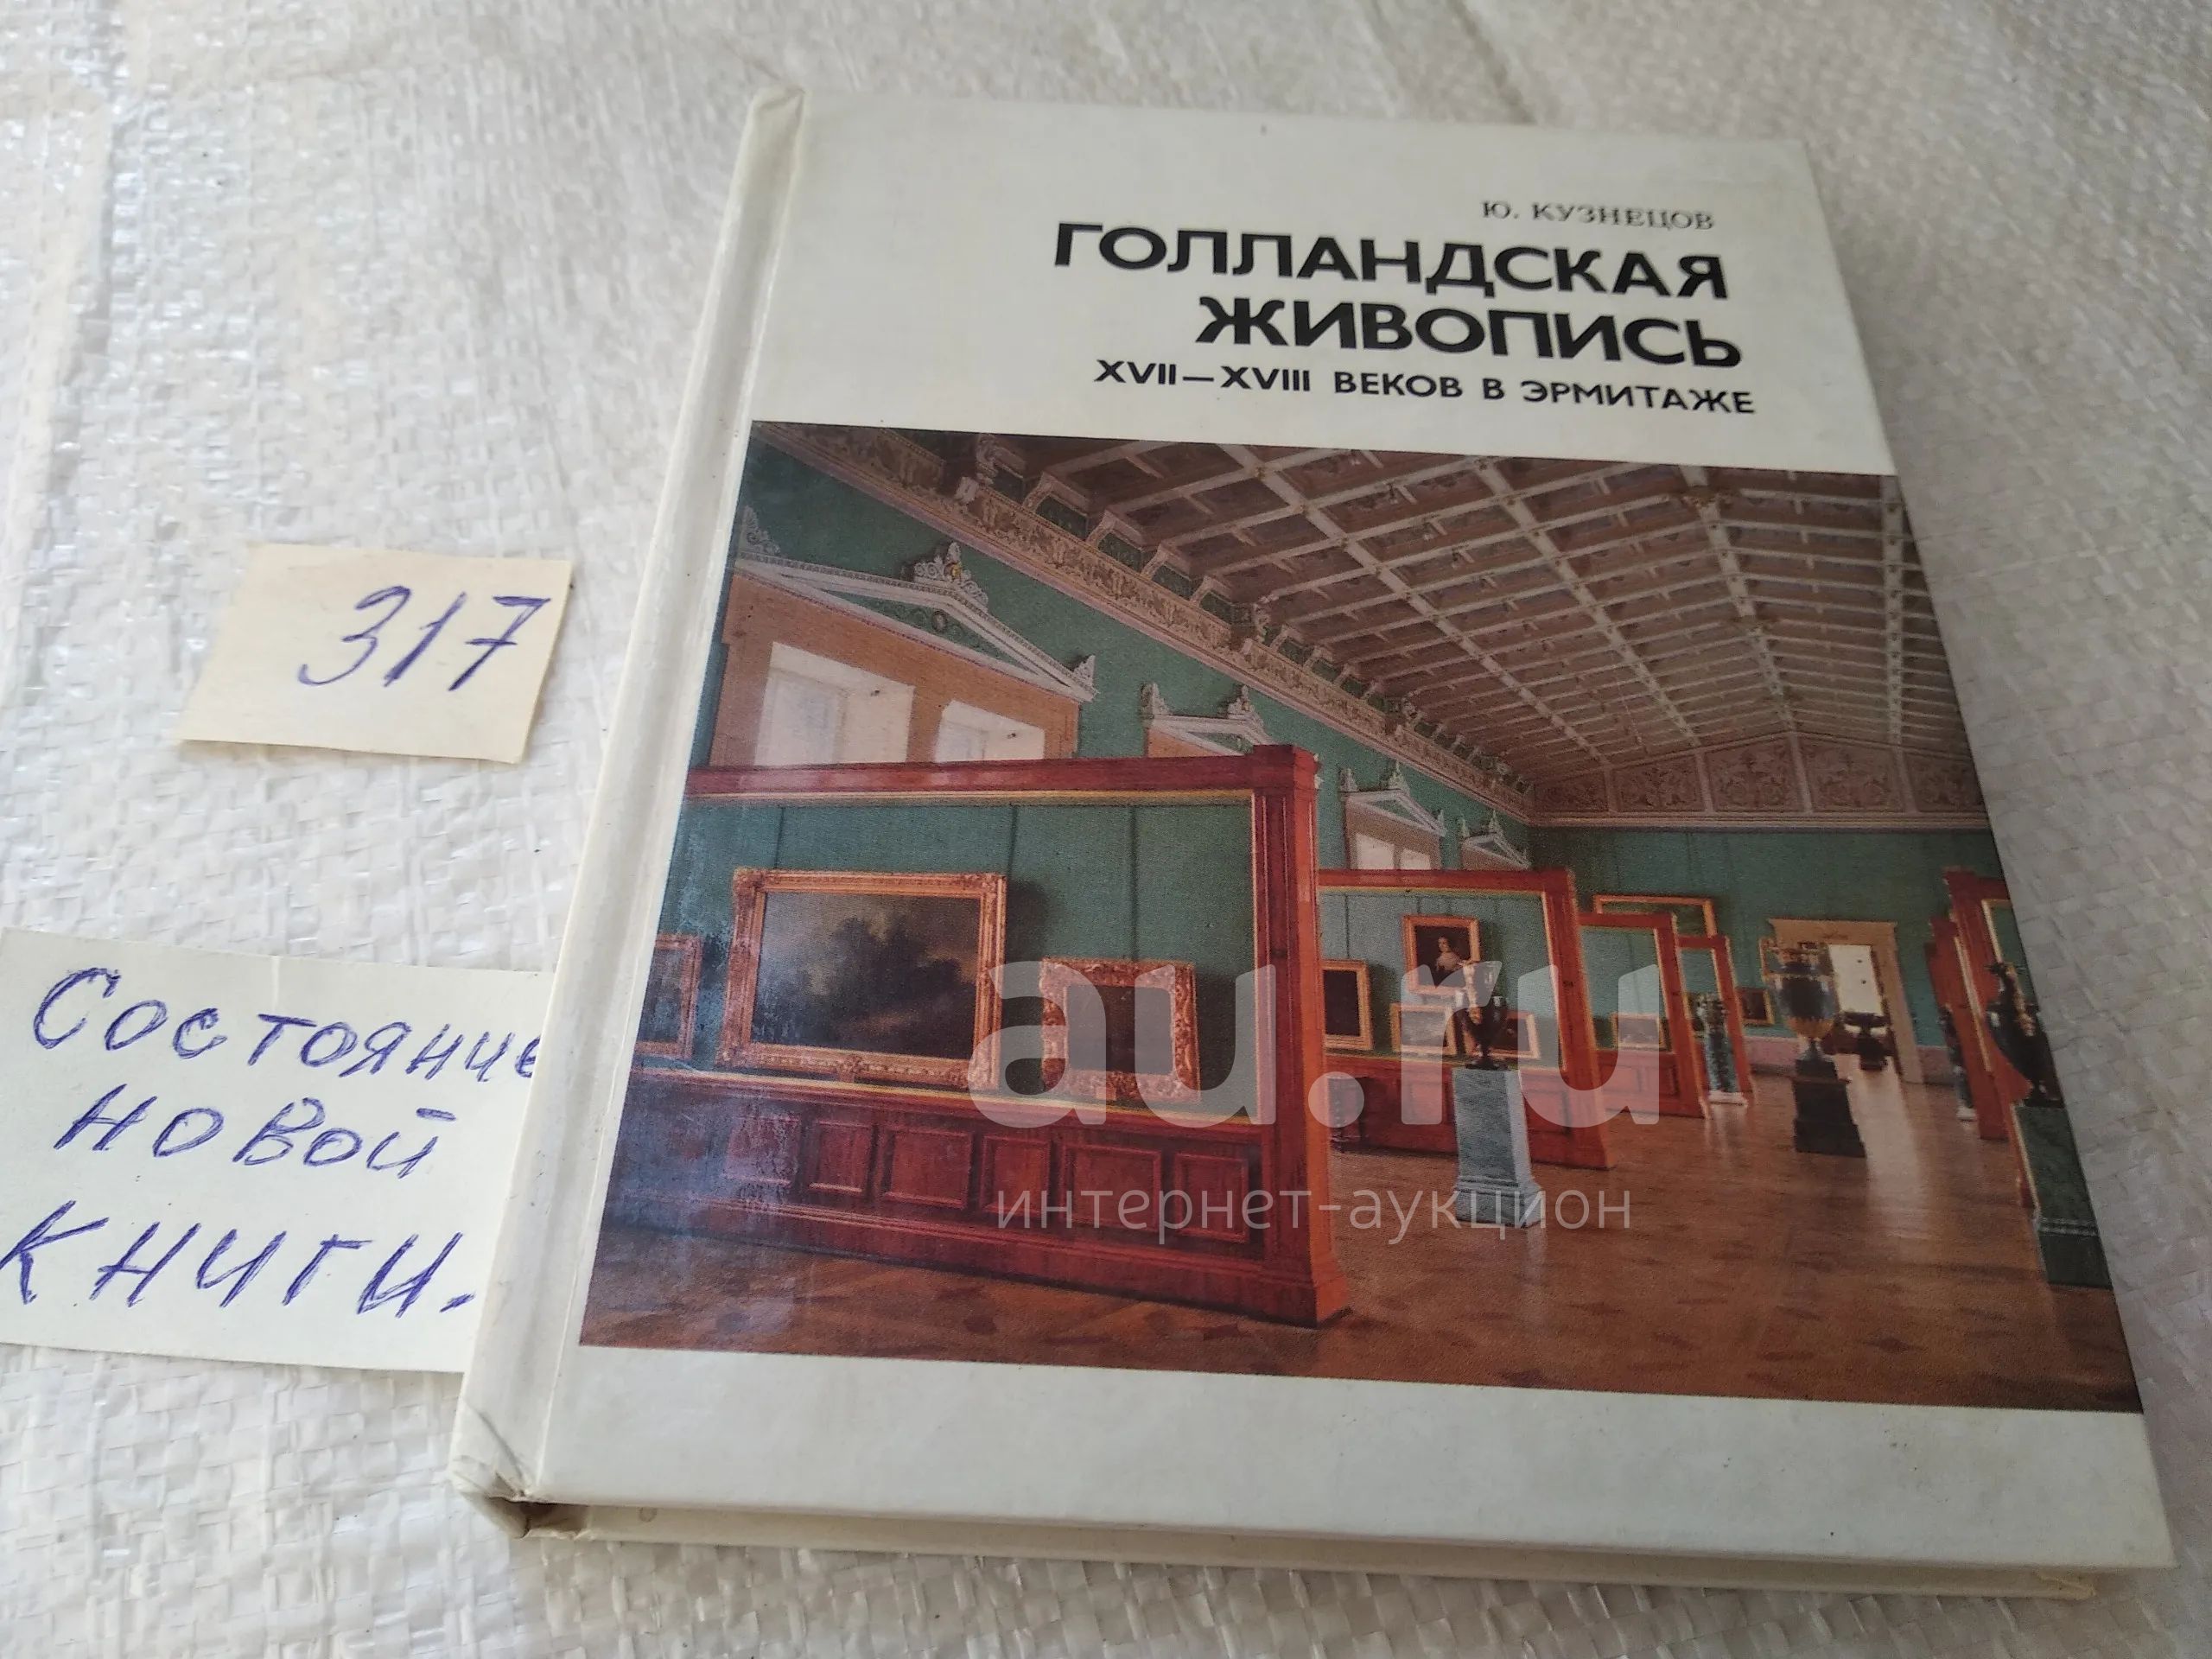 Ю. КУЗНЕЦОВ
ГОЛЛАНДСКАЯ
ЖИВОПИСЬ
XVII—XVIII ВЕКОВ В ЭРМИТАЖЕ
317
Состояние
новой
книги.
au.ru
интернет-аукцион